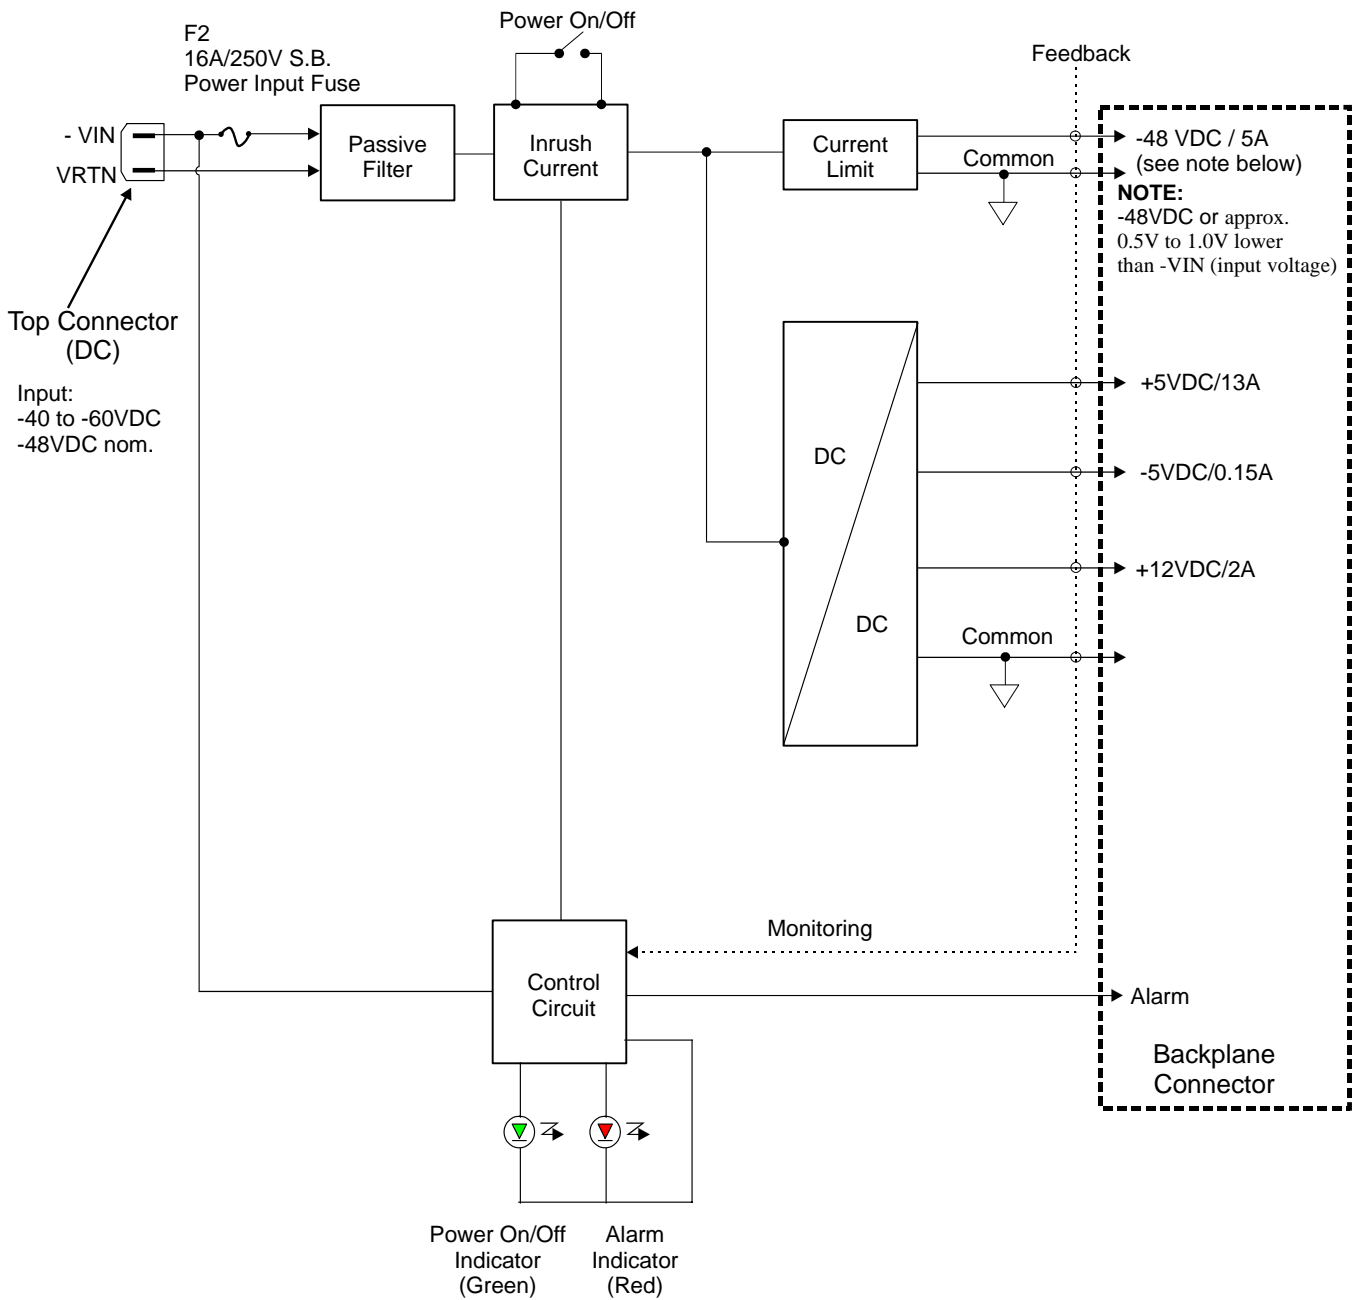 F2
16A/250V S.B.
Power Input Fuse
Power On/Off
Feedback
- VIN
VRTN
Passive
Filter
Inrush
Current
Current
Limit
Common
-48 VDC / 5A
(see note below)
NOTE:
-48VDC or approx.
0.5V to 1.0V lower
than -VIN (input voltage)
Top Connector
(DC)
Input:
-40 to -60VDC
-48VDC nom.
DC
DC
+5VDC/13A
-5VDC/0.15A
+12VDC/2A
Common
Monitoring
Control
Circuit
Alarm
Backplane
Connector
Power On/Off
Indicator
(Green)
Alarm
Indicator
(Red)